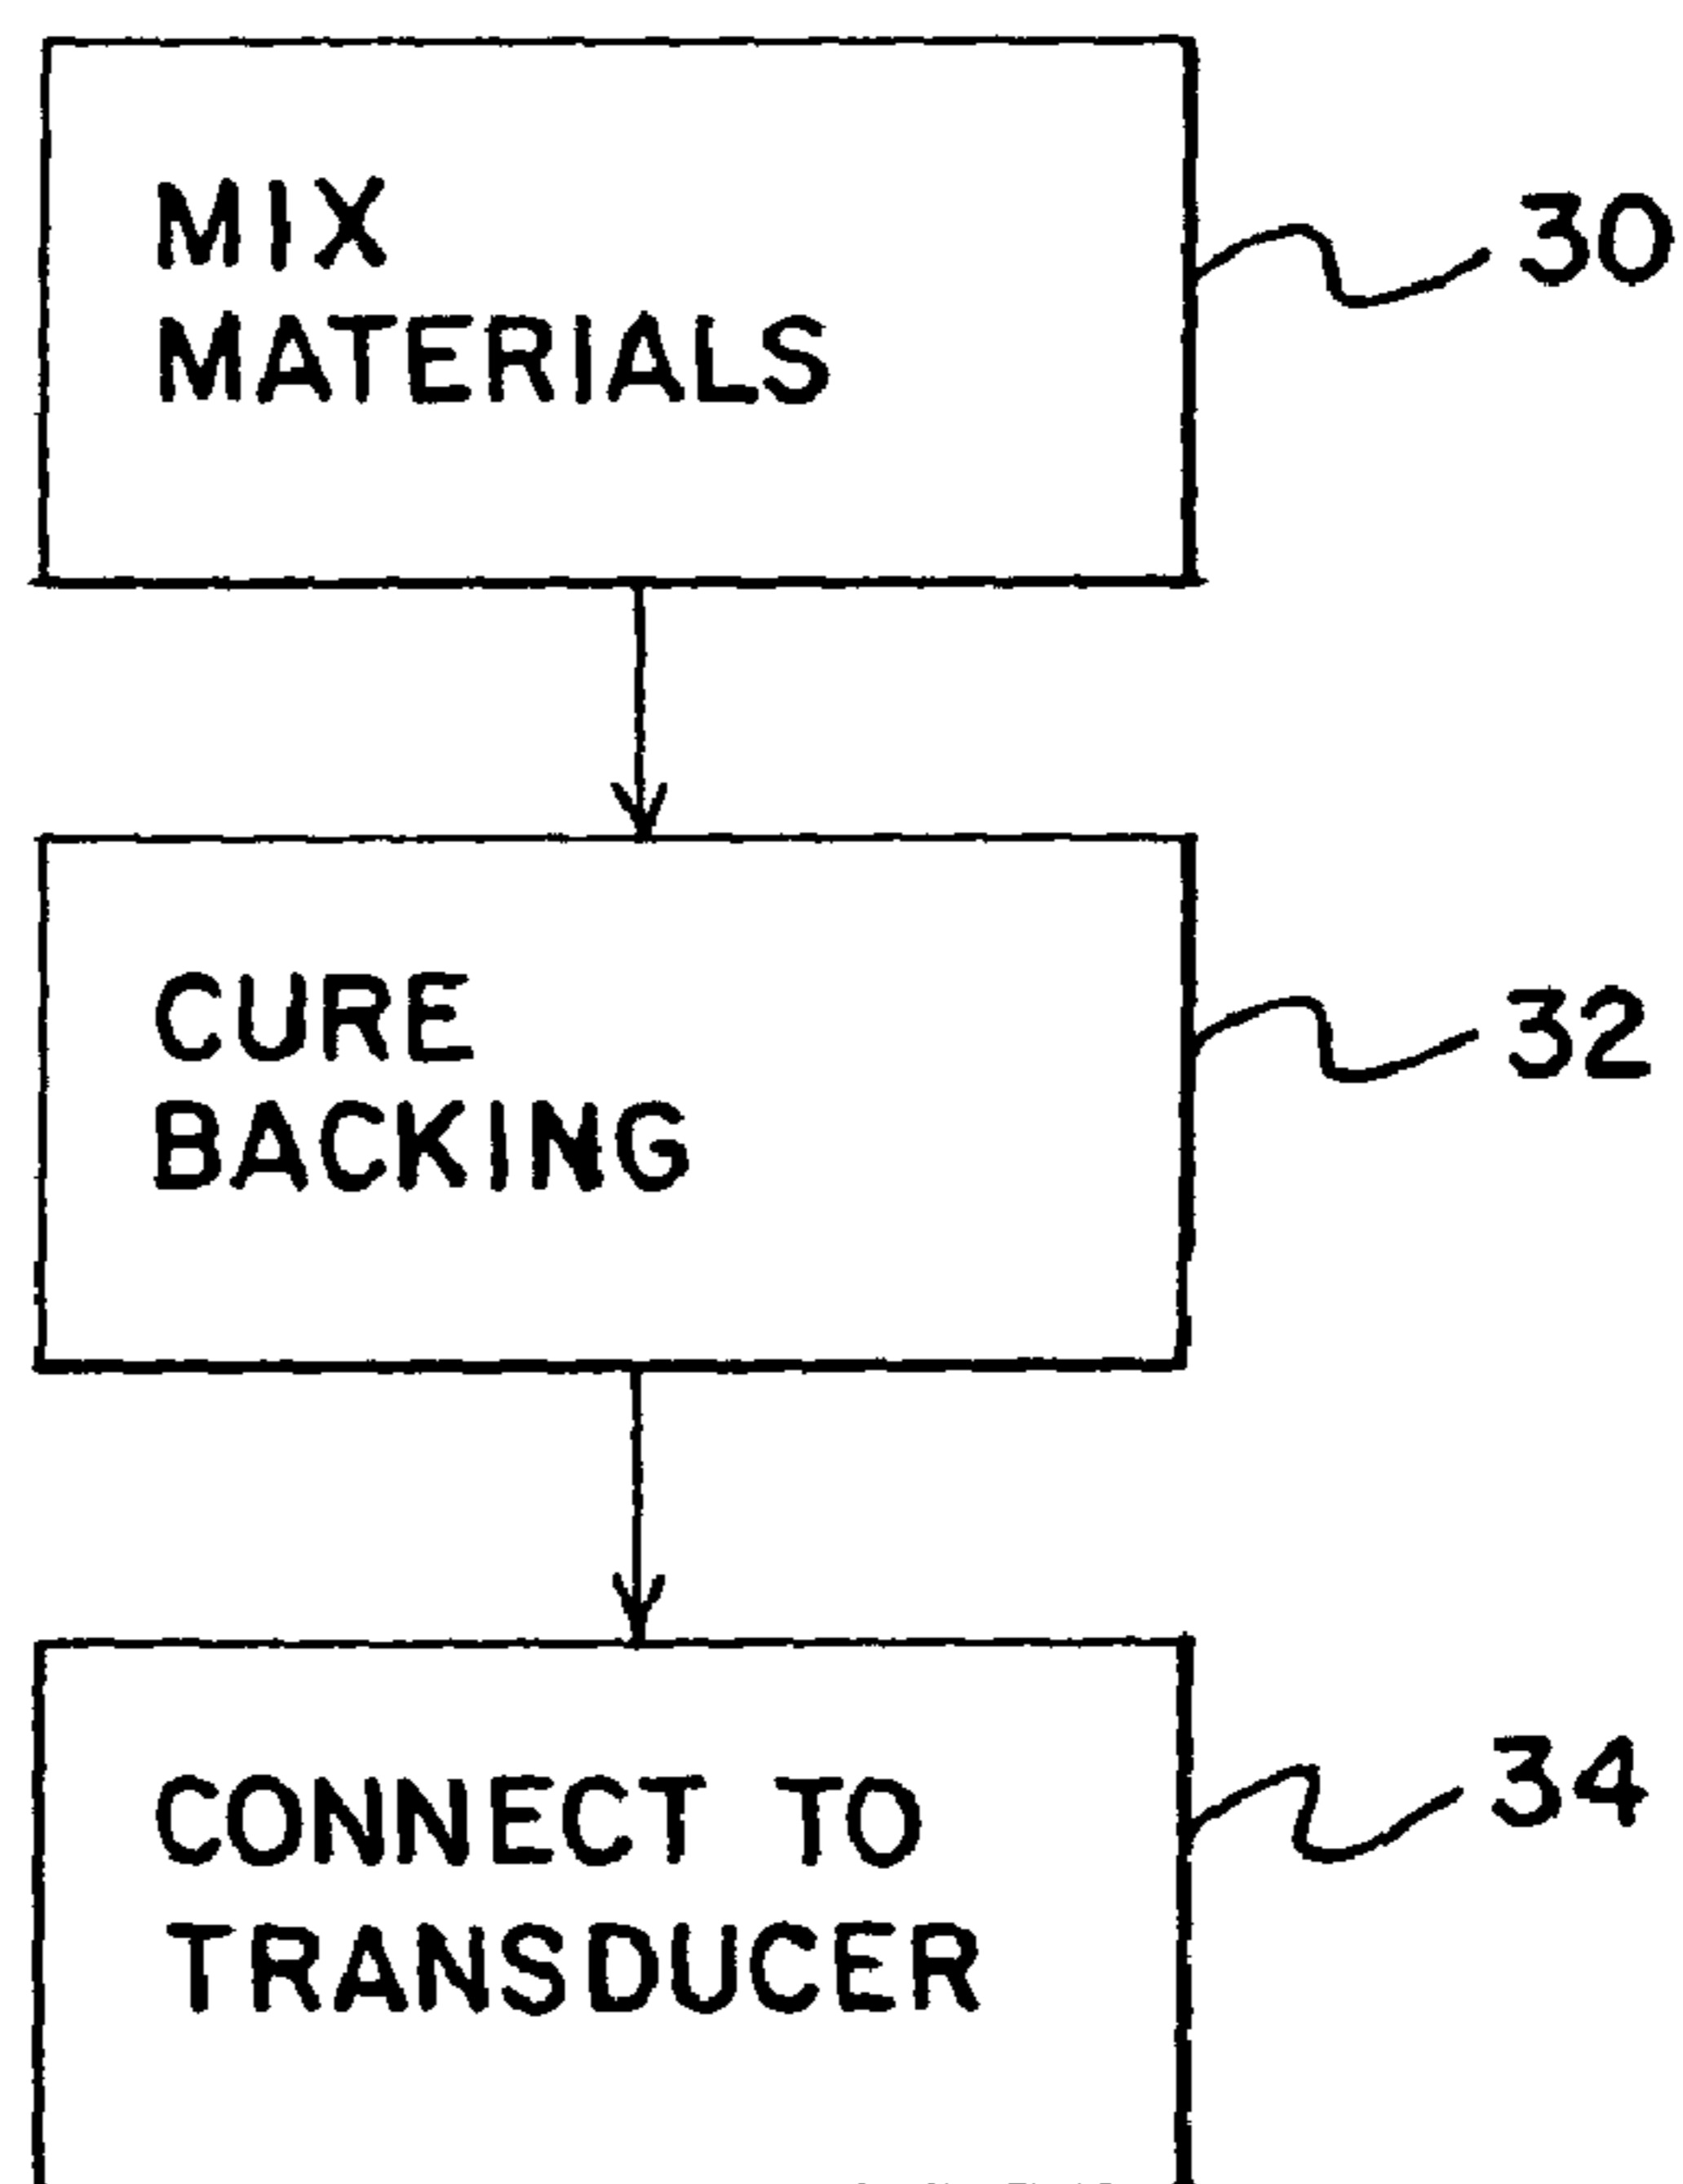 MIX
MATERIALS
30
CURE
BACKING
32
CONNECT TO
TRANSDUCER
34